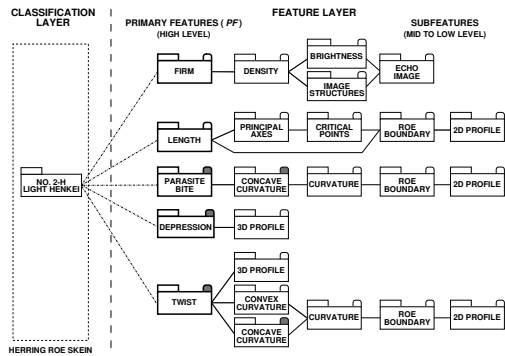 CLASSIFICATION
LAYER
FEATURE LAYER
PRIMARY FEATURES ( PF )
(HIGH LEVEL)
SUBFEATURES
(MID TO LOW LEVEL)
FIRM
DENSITY
BRIGHTNESS
IMAGE
STRUCTURES
ECHO
IMAGE
LENGTH
PRINCIPAL
AXES
CRITICAL
POINTS
ROE
BOUNDARY
2D PROFILE
NO. 2-H
LIGHT HENKEI
PARASITE
BITE
CONCAVE
CURVATURE
CURVATURE
ROE
BOUNDARY
2D PROFILE
DEPRESSION
3D PROFILE
TWIST
3D PROFILE
CONVEX
CURVATURE
CONCAVE
CURVATURE
CURVATURE
ROE
BOUNDARY
2D PROFILE
HERRING ROE SKEIN